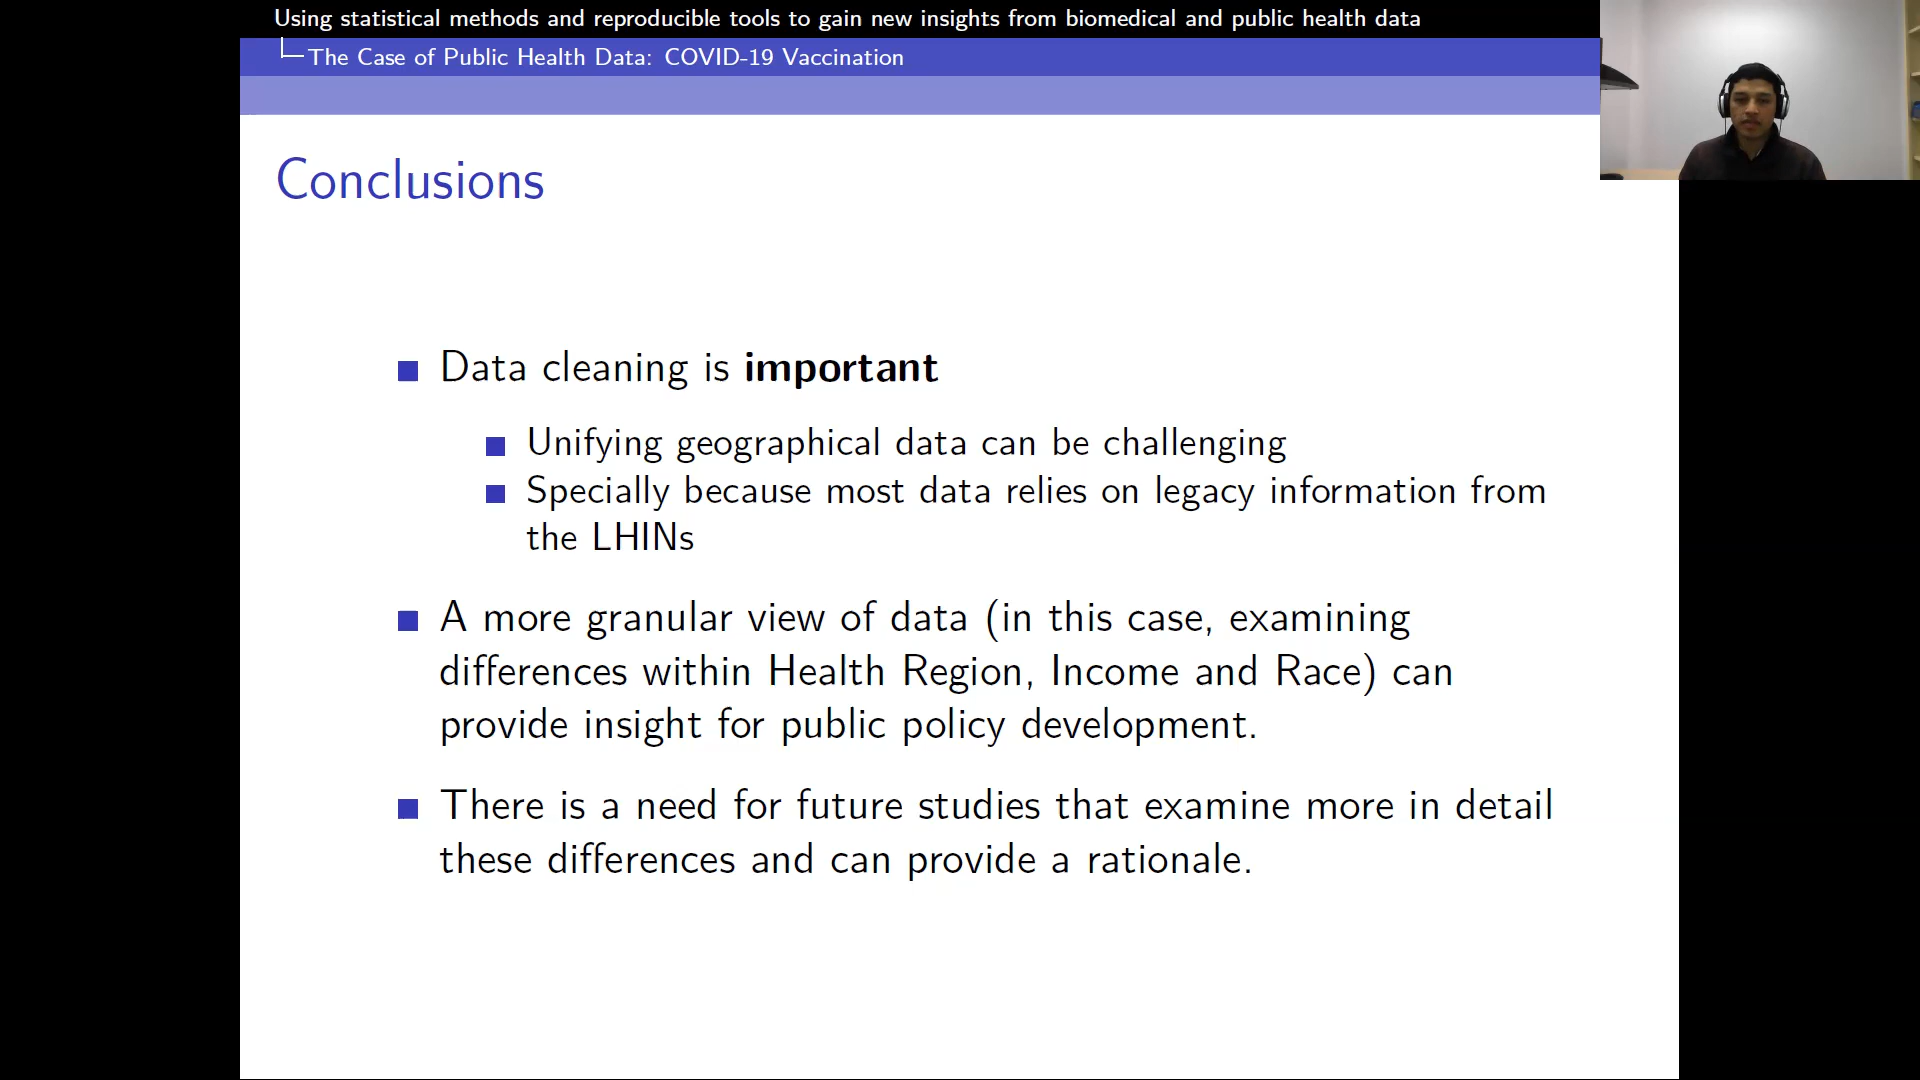 Using statistical methods and reproducible tools to gain new insights from biomedical and public health data
The Case of Public Health Data: COVID-19 Vaccination
Conclusions
Data cleaning is important
Unifying geographical data can be challenging
Specially because most data relies on legacy information from
the LHINs
A more granular view of data (in this case, examining
differences within Health Region, Income and Race) can
provide insight for public policy development.
There is a need for future studies that examine more in detail
these differences and can provide a rationale.